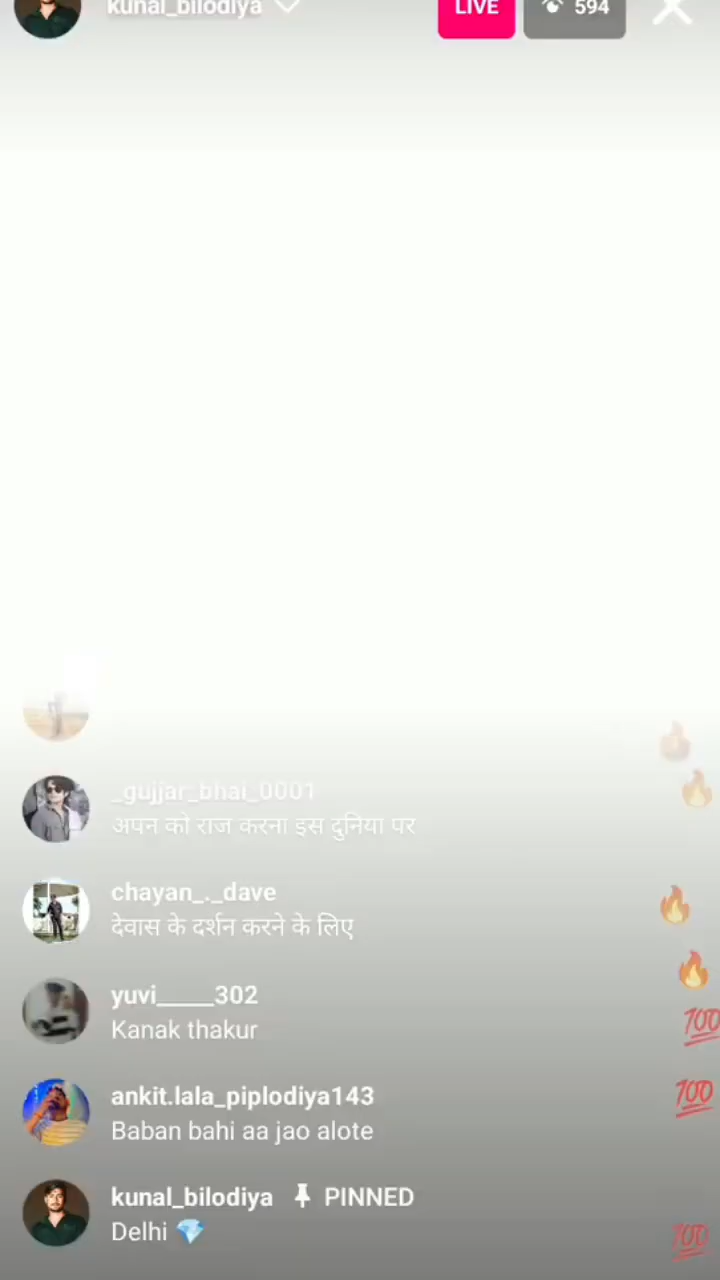 kunal_bilodiya
LIVE
594
_gujjar_bhai_0001
अपन को राज करना इस दुनिया पर
chayan_._dave
देवास के दर्शन करने के लिए
yuvi_____302
Kanak thakur
ankit.lala_piplodiya143
Baban bahi aa jao alote
kunal_bilodiya PINNED
Delhi 💎